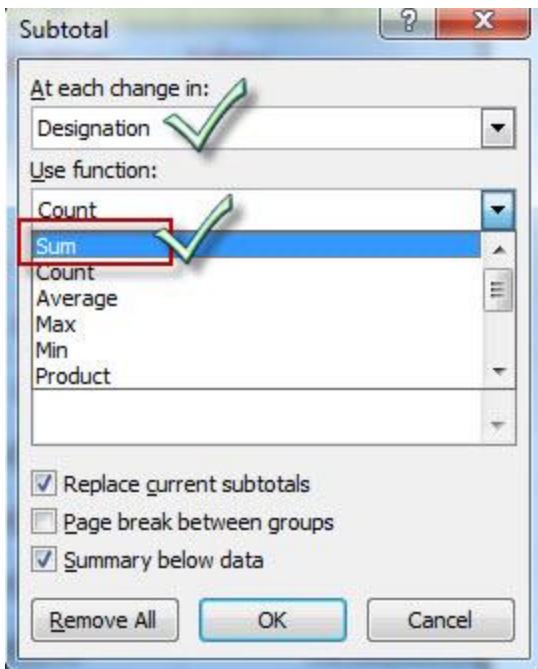 Subtotal
At each change in:
Designation
Use function:
Count
Sum
Count
Average
Max
Min
Product
Replace current subtotals
Page break between groups
Summary below data
Remove All OK Cancel